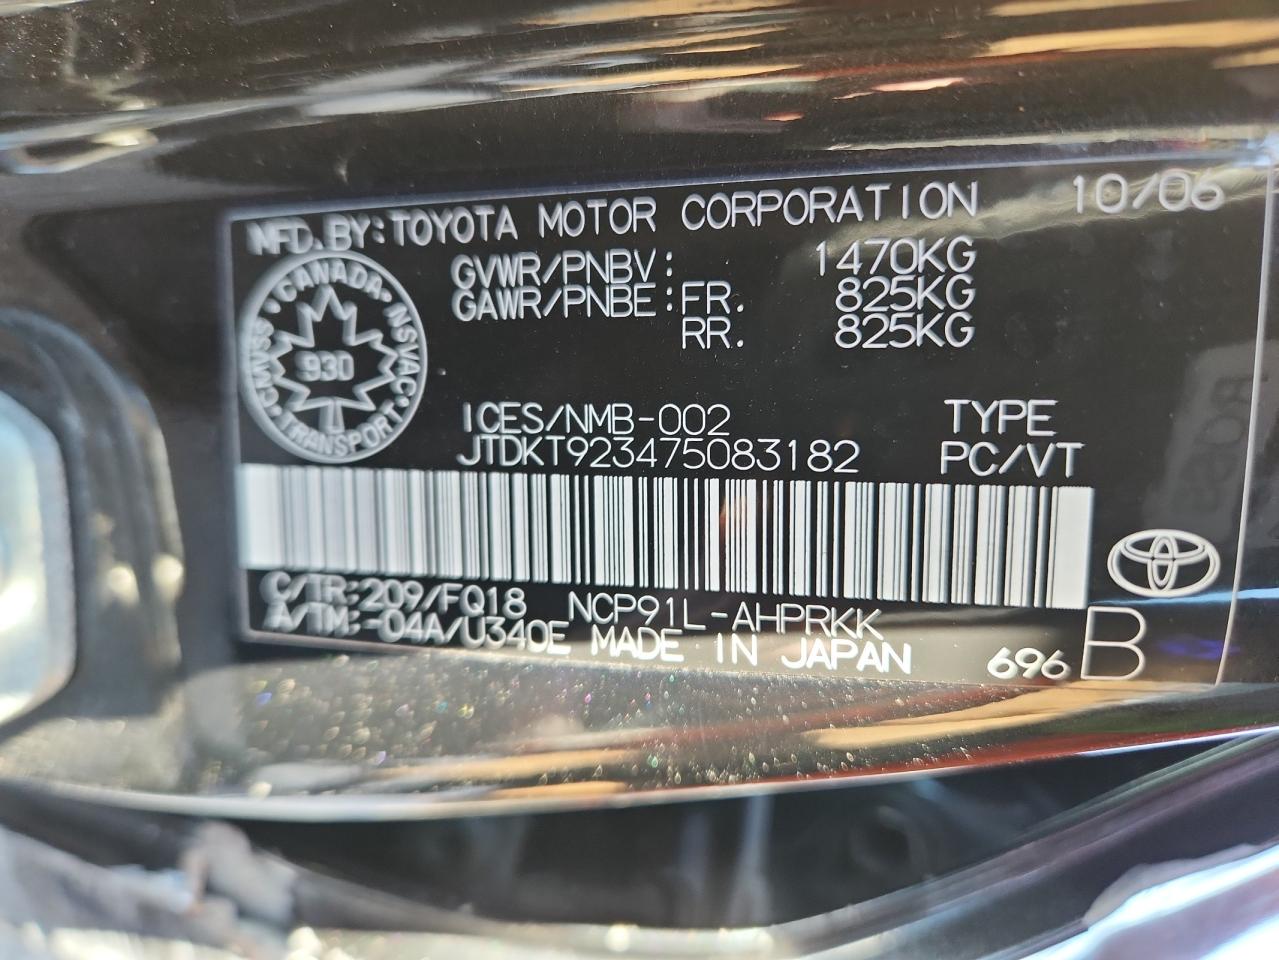 MFD. BY: TOYOTA MOTOR CORPORATION 10/06
GVWR/PNBV: 1470KG
GAWR/PNBE: FR. 825KG
RR. 825KG
CANADA • NSVAC • TRANSPORT • CMVSS •
930
ICES/NMB-002 TYPE
JTDKT923475083182 PC/VT
C/TR: 209/FQ18 NCP91L-AHPRKK
A/TM: -04A/U340E MADE IN JAPAN 696 B